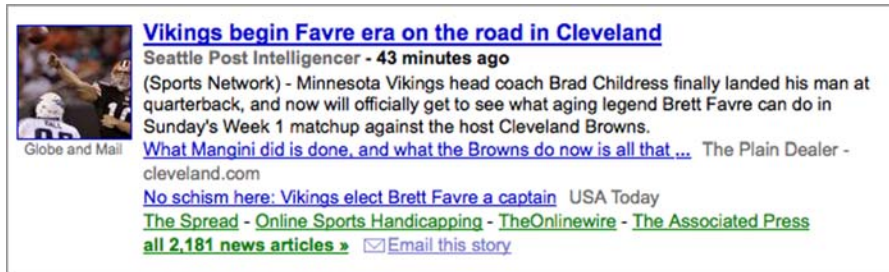 Vikings begin Favre era on the road in Cleveland
Seattle Post Intelligencer - 43 minutes ago
(Sports Network) - Minnesota Vikings head coach Brad Childress finally landed his man at
quarterback, and now will officially get to see what aging legend Brett Favre can do in
Sunday's Week 1 matchup against the host Cleveland Browns.
Globe and Mail
What Mangini did is done, and what the Browns do now is all that ... The Plain Dealer -
cleveland.com
No schism here: Vikings elect Brett Favre a captain USA Today
The Spread - Online Sports Handicapping - TheOnlinewire - The Associated Press
all 2,181 news articles » Email this story